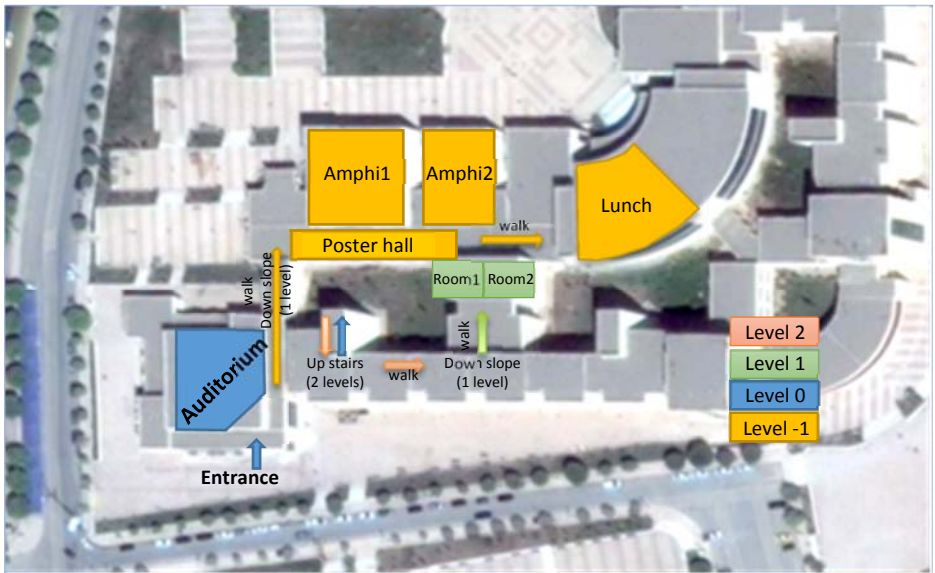 Amphi1
Amphi2
Lunch
walk
Poster hall
walk
Down slope
(1 level)
Room1
Room2
Auditorium
Up stairs
(2 levels)
walk
walk
Down slope
(1 level)
Level 2
Level 1
Level 0
Level -1
Entrance